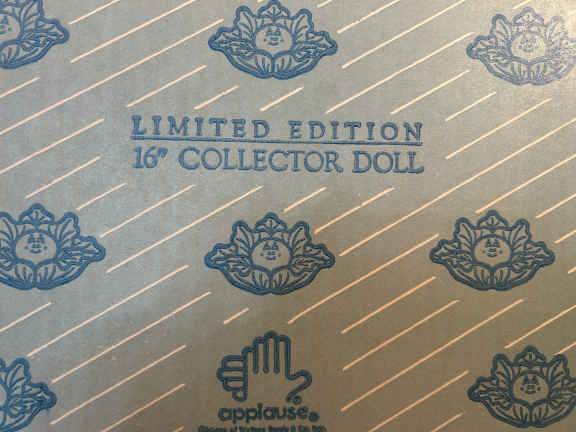 LIMITED EDITION
16" COLLECTOR DOLL
applause®